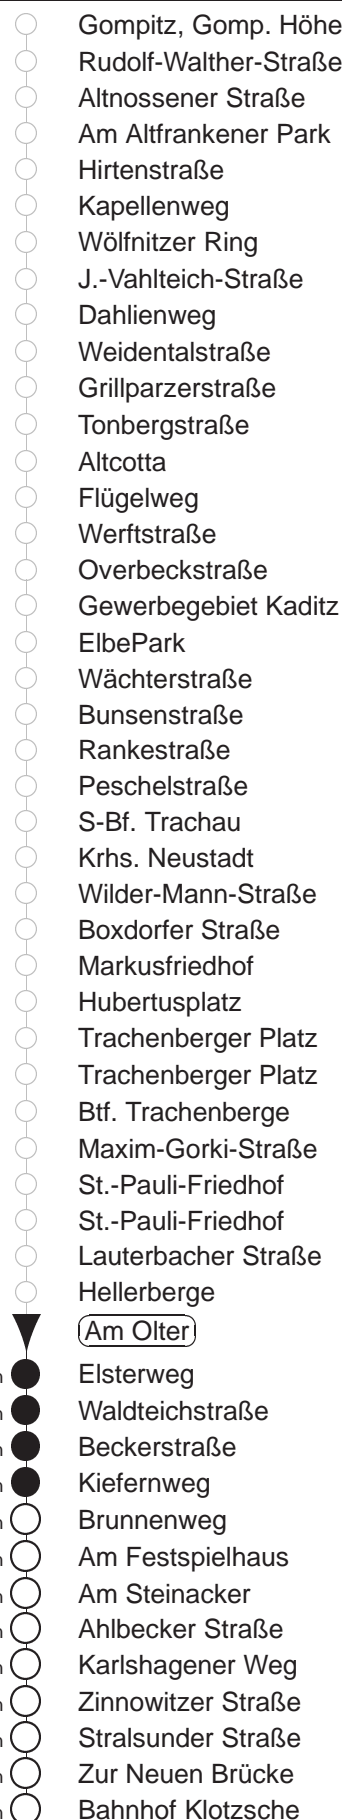 Gompitz, Gomp. Höhe
Rudolf-Walther-Straße
Altnossener Straße
Am Altfrankener Park
Hirtenstraße
Kapellenweg
Wölfnitzer Ring
J.-Vahlteich-Straße
Dahlienweg
Weidentalstraße
Grillparzerstraße
Tonbergstraße
Altcotta
Flügelweg
Werftstraße
Overbeckstraße
Gewerbegebiet Kaditz
ElbePark
Wächterstraße
Bunsenstraße
Rankestraße
Peschelstraße
S-Bf. Trachau
Krhs. Neustadt
Wilder-Mann-Straße
Boxdorfer Straße
Markusfriedhof
Hubertusplatz
Trachenberger Platz
Trachenberger Platz
Btf. Trachenberge
Maxim-Gorki-Straße
St.-Pauli-Friedhof
St.-Pauli-Friedhof
Lauterbacher Straße
Hellerberge
Am Olter
Elsterweg
Waldteichstraße
Beckerstraße
Kiefernweg
Brunnenweg
Am Festspielhaus
Am Steinacker
Ahlbecker Straße
Karlshagener Weg
Zinnowitzer Straße
Stralsunder Straße
Zur Neuen Brücke
Bahnhof Klotzsche